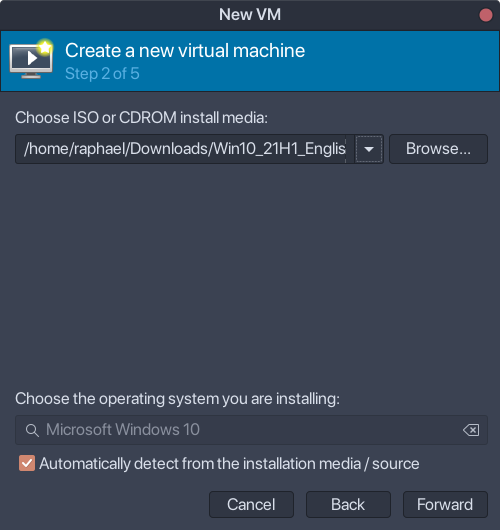 New VM
Create a new virtual machine
Step 2 of 5
Choose ISO or CDROM install media:
/home/raphael/Downloads/Win10_21H1_Englis
Browse...
Choose the operating system you are installing:
Microsoft Windows 10
Automatically detect from the installation media / source
Cancel
Back
Forward